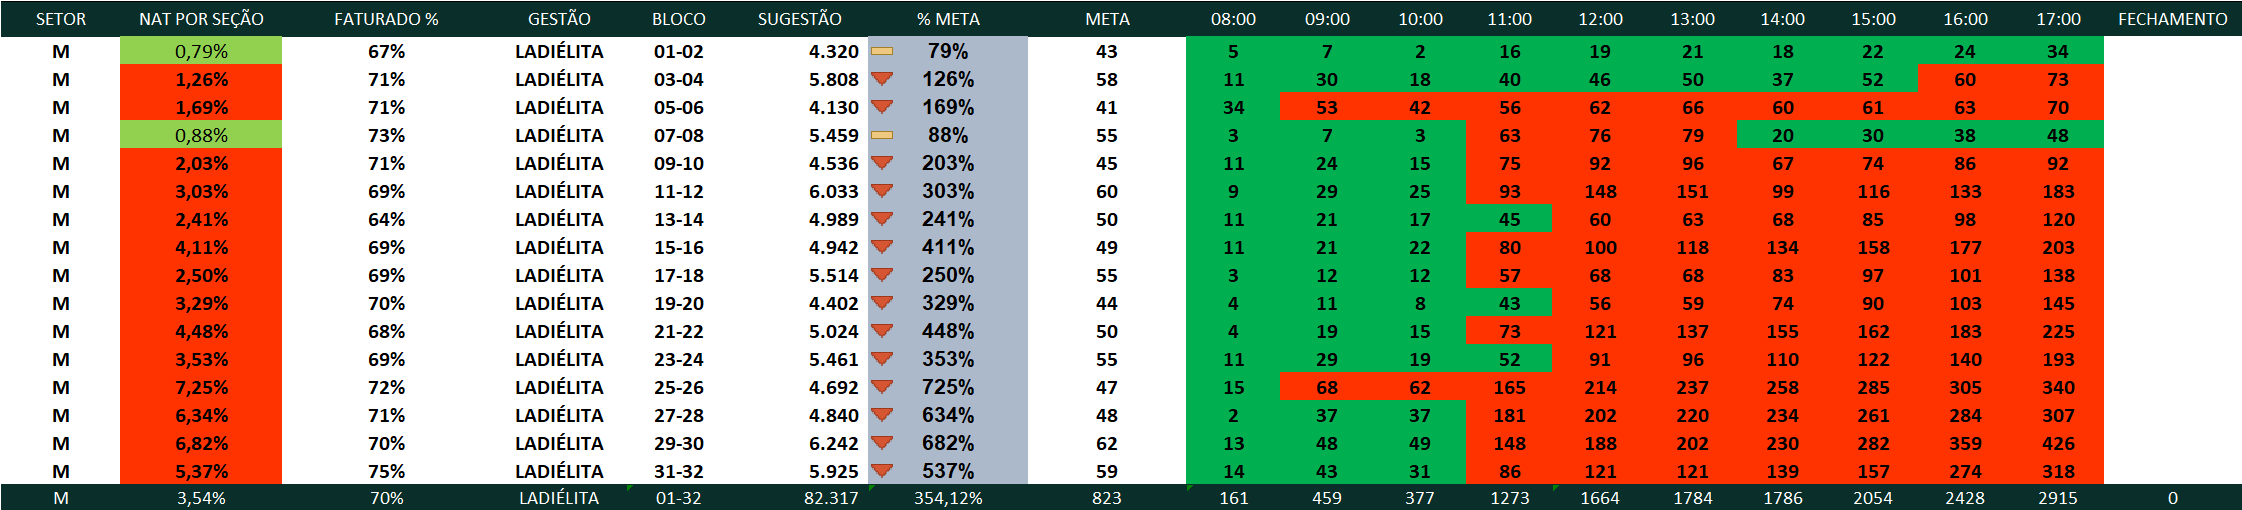 SETOR NAT POR SEÇÃO FATURADO % GESTÃO BLOCO SUGESTÃO % META META 08:00 09:00 10:00 11:00 12:00 13:00 14:00 15:00 16:00 17:00 FECHAMENTO
M 0,79% 67% LADIÉLITA 01-02 4.320 79% 43 5 7 2 16 19 21 18 22 24 34
M 1,26% 71% LADIÉLITA 03-04 5.808 126% 58 11 30 18 40 46 50 37 52 60 73
M 1,69% 71% LADIÉLITA 05-06 4.130 169% 41 34 53 42 56 62 66 60 61 63 70
M 0,88% 73% LADIÉLITA 07-08 5.459 88% 55 3 7 3 63 76 79 20 30 38 48
M 2,03% 71% LADIÉLITA 09-10 4.536 203% 45 11 24 15 75 92 96 67 74 86 92
M 3,03% 69% LADIÉLITA 11-12 6.033 303% 60 9 29 25 93 148 151 99 116 133 183
M 2,41% 64% LADIÉLITA 13-14 4.989 241% 50 11 21 17 45 60 63 68 85 98 120
M 4,11% 69% LADIÉLITA 15-16 4.942 411% 49 11 21 22 80 100 118 134 158 177 203
M 2,50% 69% LADIÉLITA 17-18 5.514 250% 55 3 12 12 57 68 68 83 97 101 138
M 3,29% 70% LADIÉLITA 19-20 4.402 329% 44 4 11 8 43 56 59 74 90 103 145
M 4,48% 68% LADIÉLITA 21-22 5.024 448% 50 4 19 15 73 121 137 155 162 183 225
M 3,53% 69% LADIÉLITA 23-24 5.461 353% 55 11 29 19 52 91 96 110 122 140 193
M 7,25% 72% LADIÉLITA 25-26 4.692 725% 47 15 68 62 165 214 237 258 285 305 340
M 6,34% 71% LADIÉLITA 27-28 4.840 634% 48 2 37 37 181 202 220 234 261 284 307
M 6,82% 70% LADIÉLITA 29-30 6.242 682% 62 13 48 49 148 188 202 230 282 359 426
M 5,37% 75% LADIÉLITA 31-32 5.925 537% 59 14 43 31 86 121 121 139 157 274 318
M 3,54% 70% LADIÉLITA 01-32 82.317 354,12% 823 161 459 377 1273 1664 1784 1786 2054 2428 2915 0